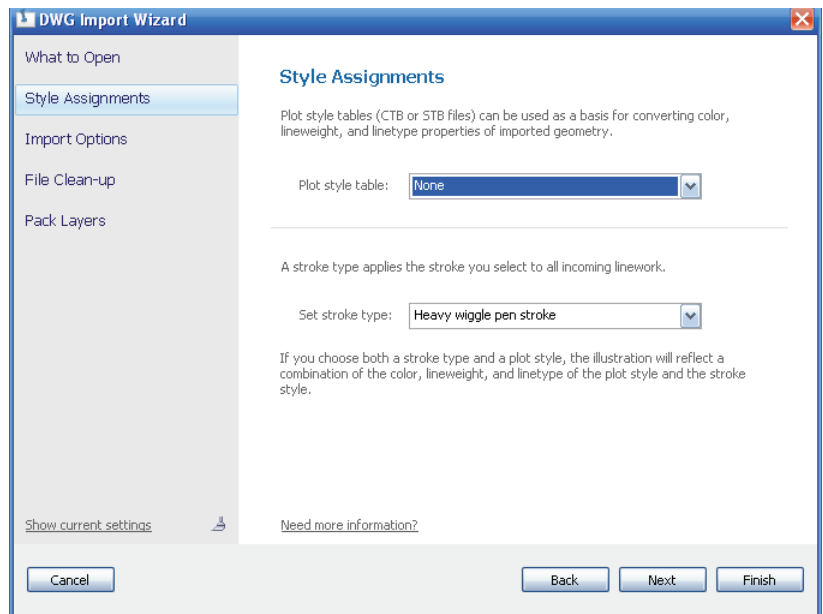 DWG Import Wizard
What to Open
Style Assignments
Import Options
File Clean-up
Pack Layers
Show current settings
Style Assignments
Plot style tables (CTB or STB files) can be used as a basis for converting color,
lineweight, and linetype properties of imported geometry.
Plot style table: None
A stroke type applies the stroke you select to all incoming linework.
Set stroke type: Heavy wiggle pen stroke
If you choose both a stroke type and a plot style, the illustration will reflect a
combination of the color, lineweight, and linetype of the plot style and the stroke
style.
Need more information?
Cancel
Back
Next
Finish